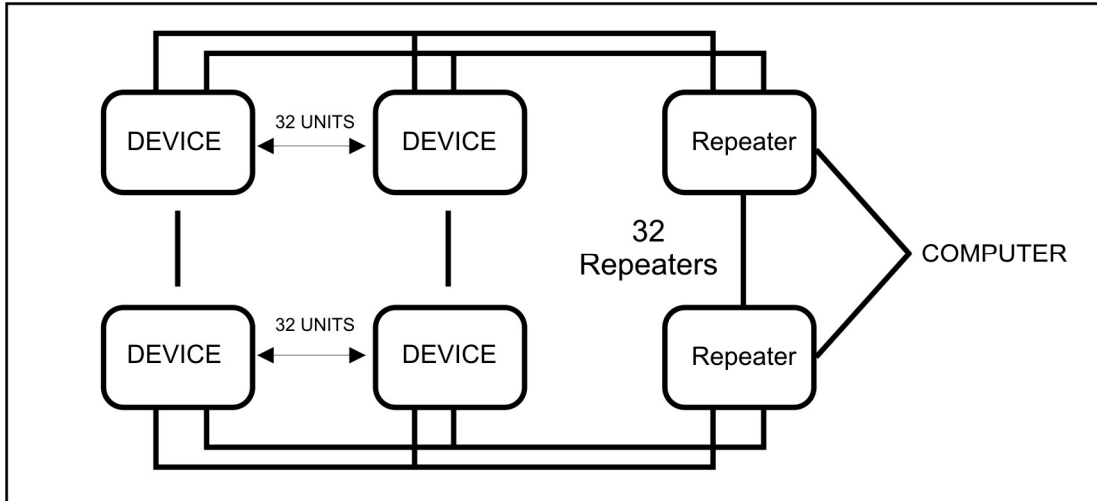 DEVICE
32 UNITS
DEVICE
Repeater
32
Repeaters
COMPUTER
DEVICE
32 UNITS
DEVICE
Repeater